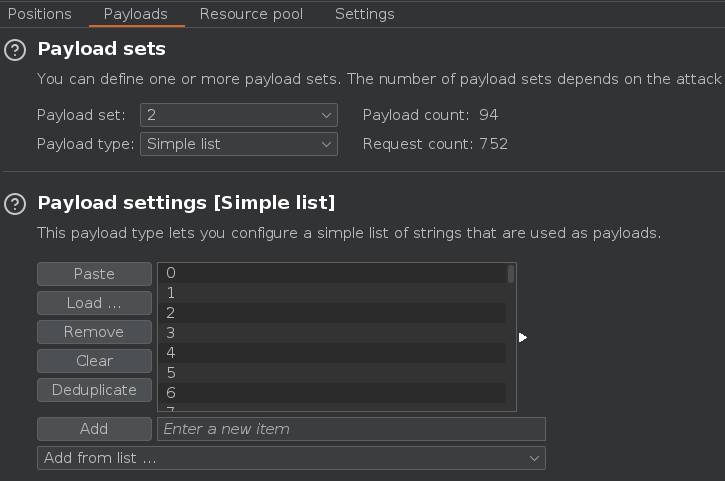 Positions Payloads Resource pool Settings
? Payload sets
You can define one or more payload sets. The number of payload sets depends on the attack
Payload set: 2 Payload count: 94
Payload type: Simple list Request count: 752
? Payload settings [Simple list]
This payload type lets you configure a simple list of strings that are used as payloads.
Paste
Load ...
Remove
Clear
Deduplicate
0
1
2
3
4
5
6
7
Add Enter a new item
Add from list ...